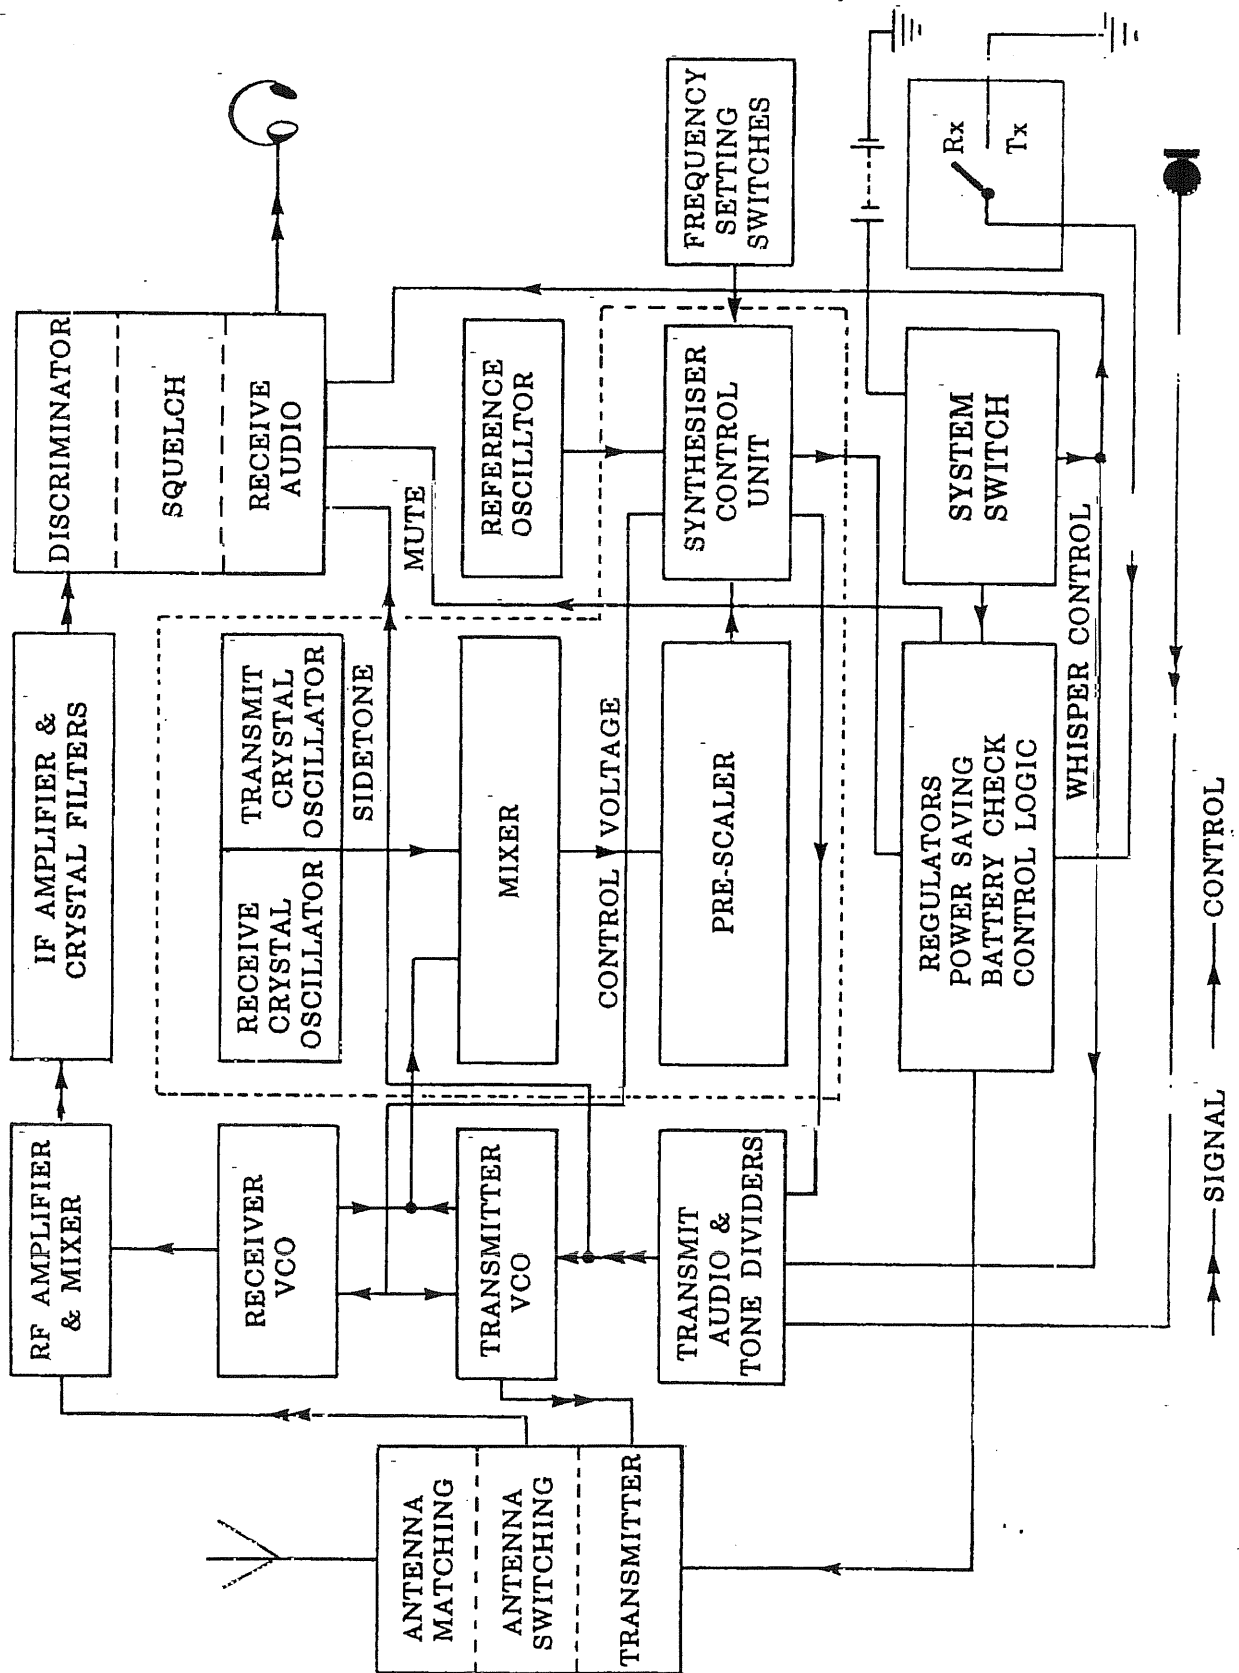 RF AMPLIFIER
& MIXER
IF AMPLIFIER &
CRYSTAL FILTERS
DISCRIMINATOR
SQUELCH
RECEIVE
AUDIO
RECEIVER
VCO
RECEIVE
CRYSTAL
OSCILLATOR
TRANSMIT
CRYSTAL
OSCILLATOR
SIDETONE
MUTE
ANTENNA
MATCHING
ANTENNA
SWITCHING
TRANSMITTER
TRANSMITTER
VCO
MIXER
REFERENCE
OSCILLTOR
CONTROL VOLTAGE
TRANSMIT
AUDIO &
TONE DIVIDERS
PRE-SCALER
SYNTHESISER
CONTROL
UNIT
FREQUENCY
SETTING
SWITCHES
REGULATORS
POWER SAVING
BATTERY CHECK
CONTROL LOGIC
SYSTEM
SWITCH
Rx
Tx
WHISPER CONTROL
SIGNAL
CONTROL